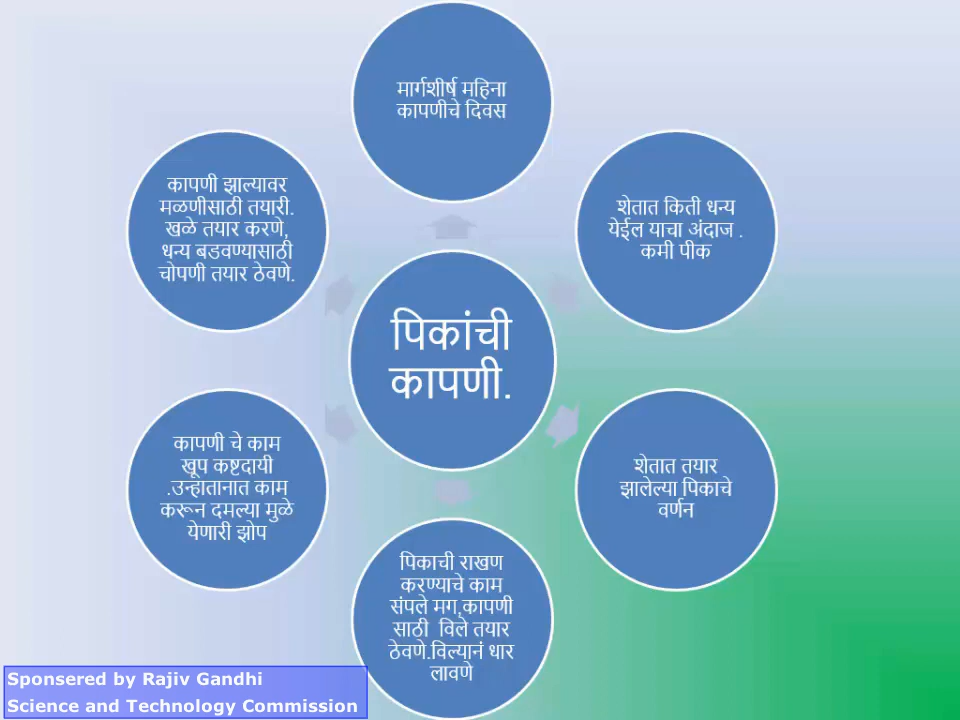 मार्गशीर्ष महिना
कापणीचे दिवस
शेतात किती धन्य
येईल याचा अंदाज .
कमी पीक
शेतात तयार
झालेल्या पिकाचे
वर्णन
पिकाची राखण
करण्याचे काम
संपले मग,कापणी
साठी विले तयार
ठेवणे.विल्यानं धार
लावणे
कापणी चे काम
खूप कष्टदायी
.उन्हातानात काम
करून दमल्या मुळे
येणारी झोप
कापणी झाल्यावर
मळणीसाठी तयारी.
खळे तयार करणे,
धन्य बडवण्यासाठी
चोपणी तयार ठेवणे.
पिकांची
कापणी.
Sponsered by Rajiv Gandhi
Science and Technology Commission